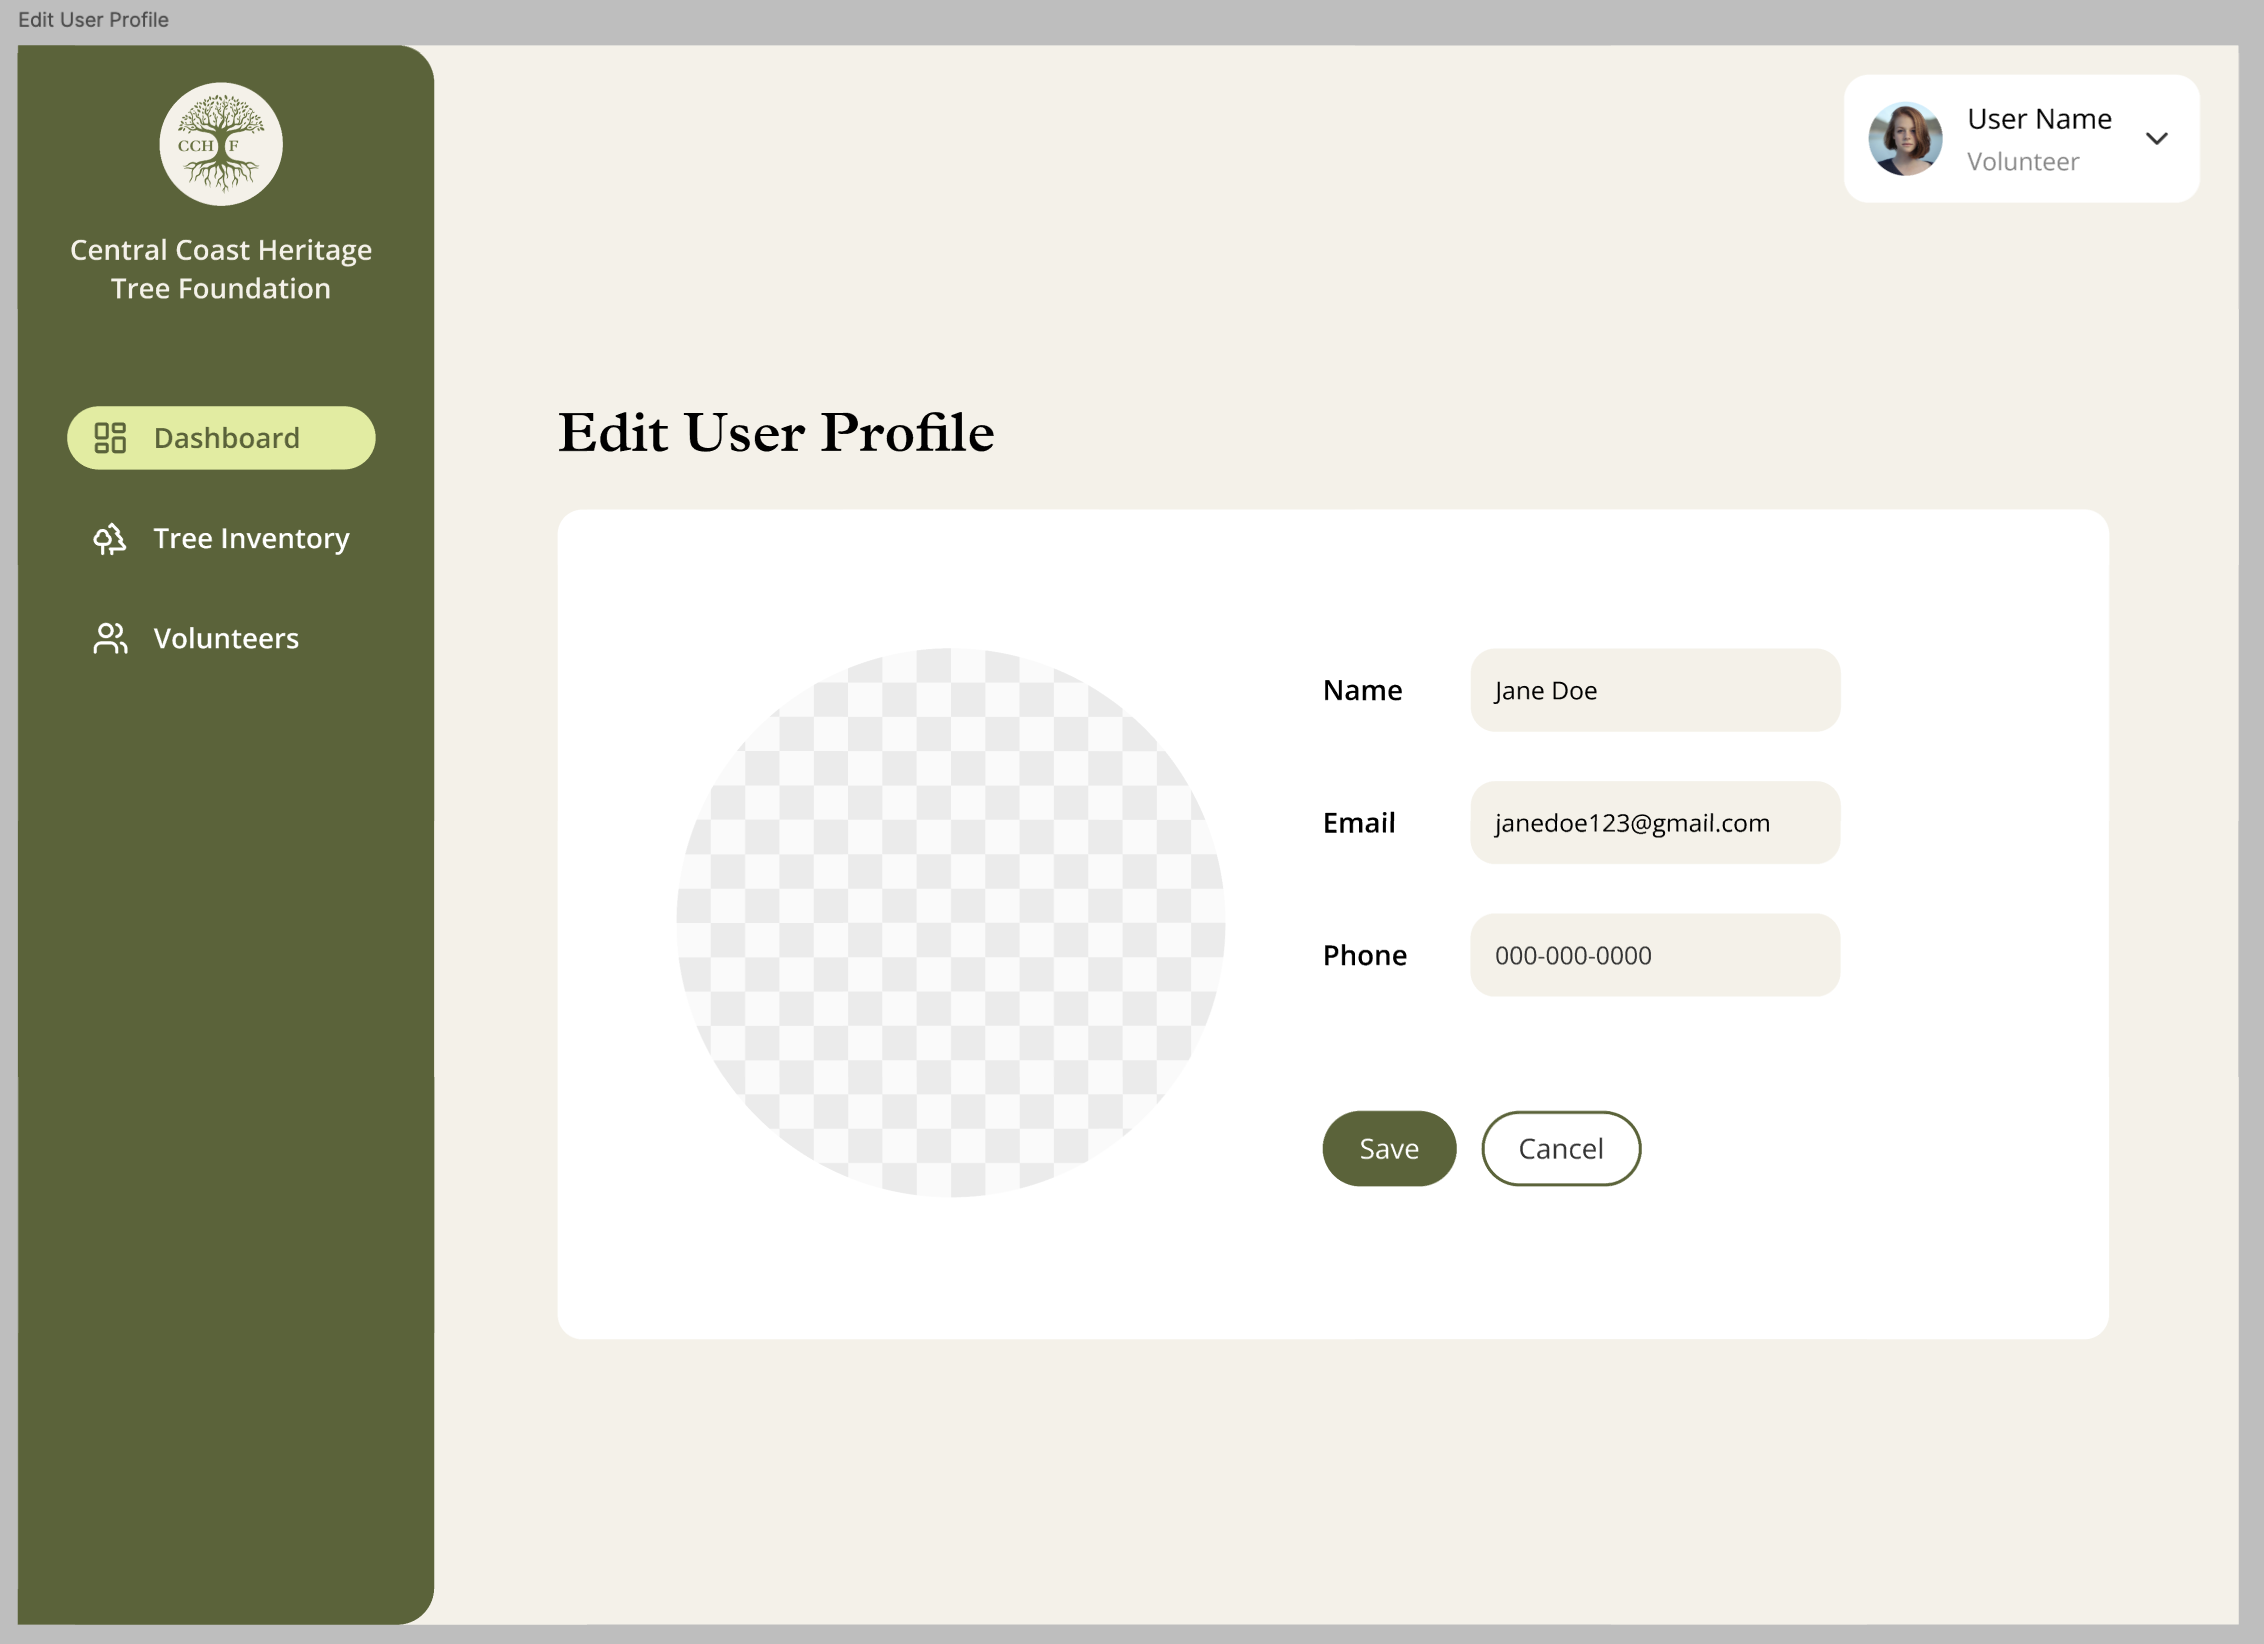 Edit User Profile
CCH F
Central Coast Heritage
Tree Foundation
Dashboard
Tree Inventory
Volunteers
User Name
Volunteer
Edit User Profile
Name
Jane Doe
Email
janedoe123@gmail.com
Phone
000-000-0000
Save
Cancel